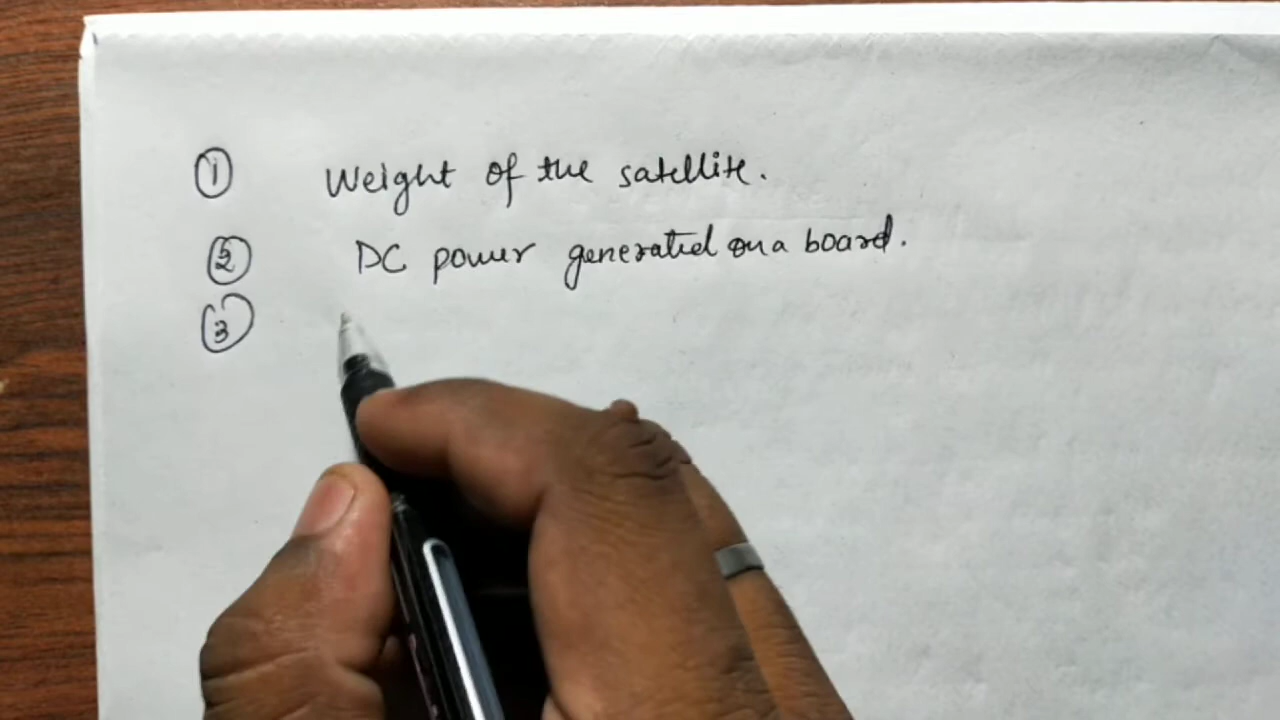 ① Weight of the satellite.
② DC power generated on a board.
③